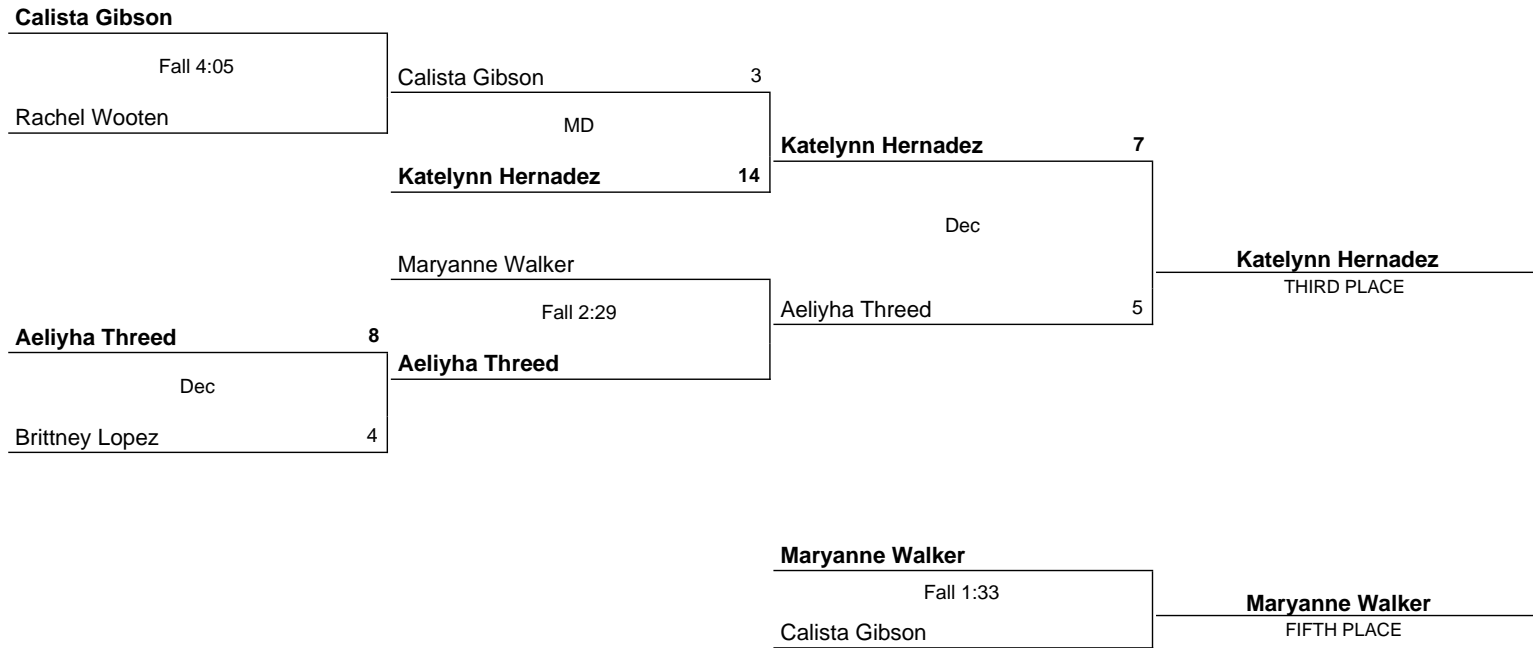 Calista Gibson
Fall 4:05
Rachel Wooten
Calista Gibson 3
MD
Katelynn Hernadez 14
Katelynn Hernadez 7
Dec
Maryanne Walker
Fall 2:29
Aeliyha Threed
Aeliyha Threed 5
Katelynn Hernadez
THIRD PLACE
Aeliyha Threed 8
Dec
Brittney Lopez 4
Maryanne Walker
Fall 1:33
Calista Gibson
Maryanne Walker
FIFTH PLACE